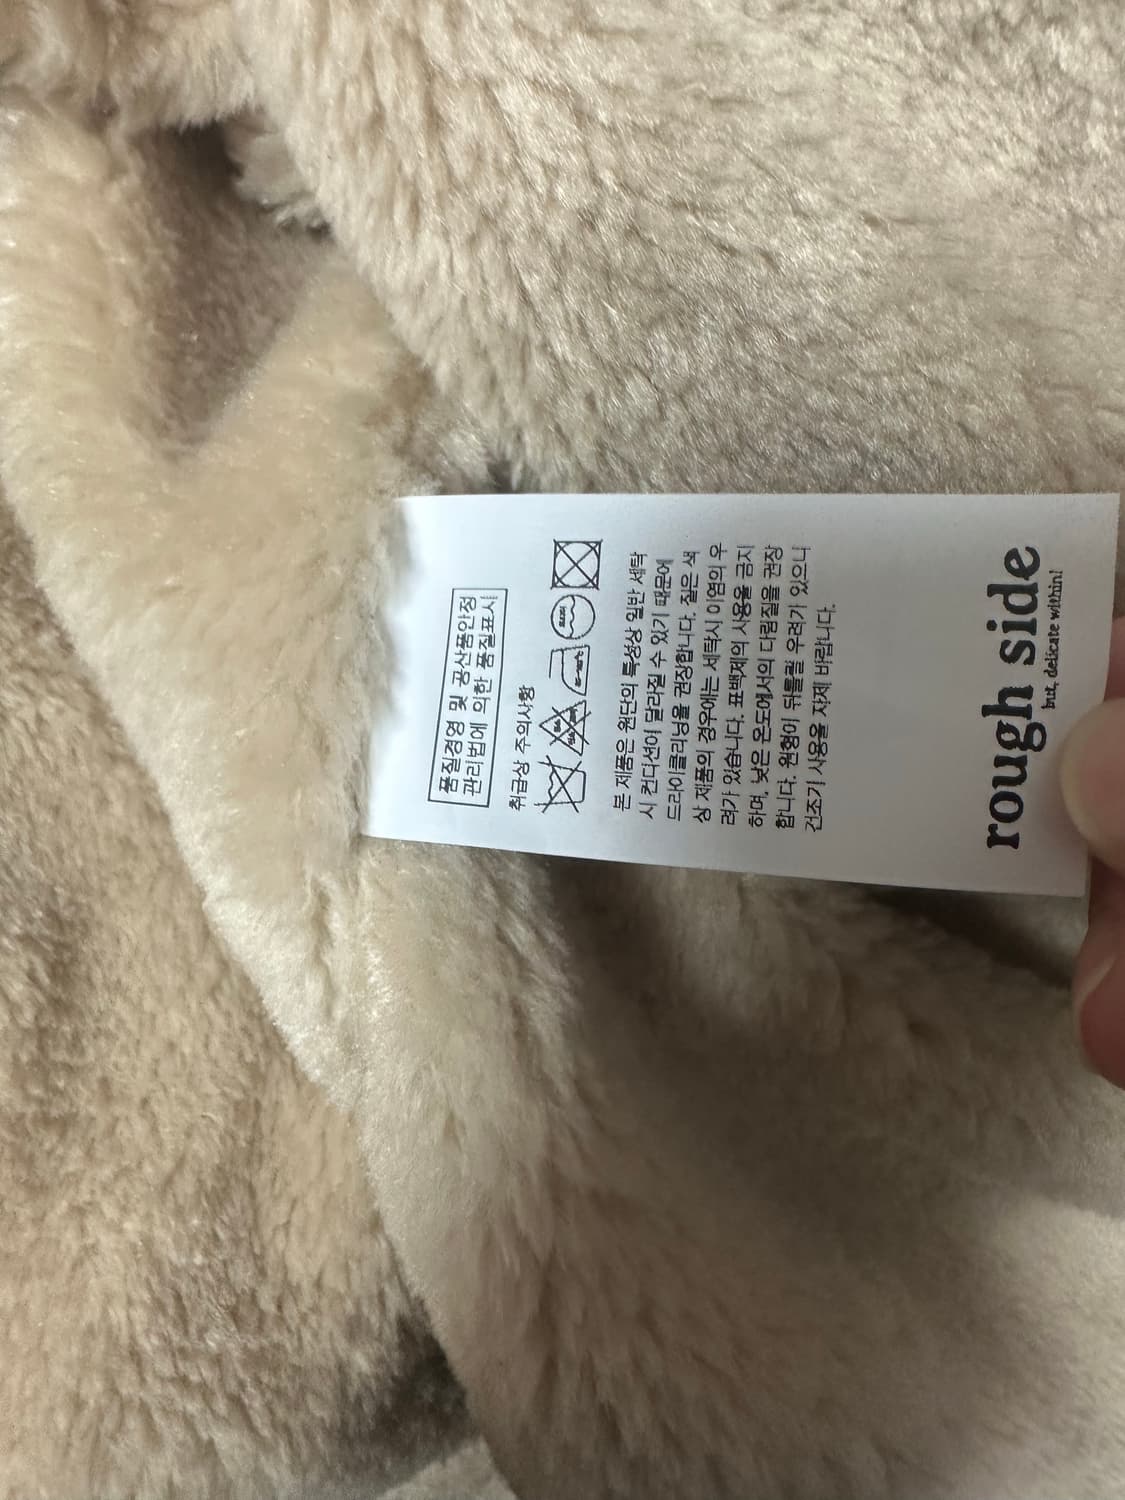 품질경영 및 공산품안정
관리법에 의한 품질표시
취급상 주의사항
본 제품은 원단의 특성상 일반 세탁
시 컨디션이 달라질 수 있기 때문에
드라이클리닝을 권장합니다. 짙은 색
상 제품의 경우에는 세탁시 이염의 우
려가 있습니다. 표백제의 사용을 금지
하며, 낮은 온도에서의 다림질을 권장
합니다. 원형이 뒤틀릴 우려가 있으니
건조기 사용을 자제 바랍니다.
rough side
but, delicate within!